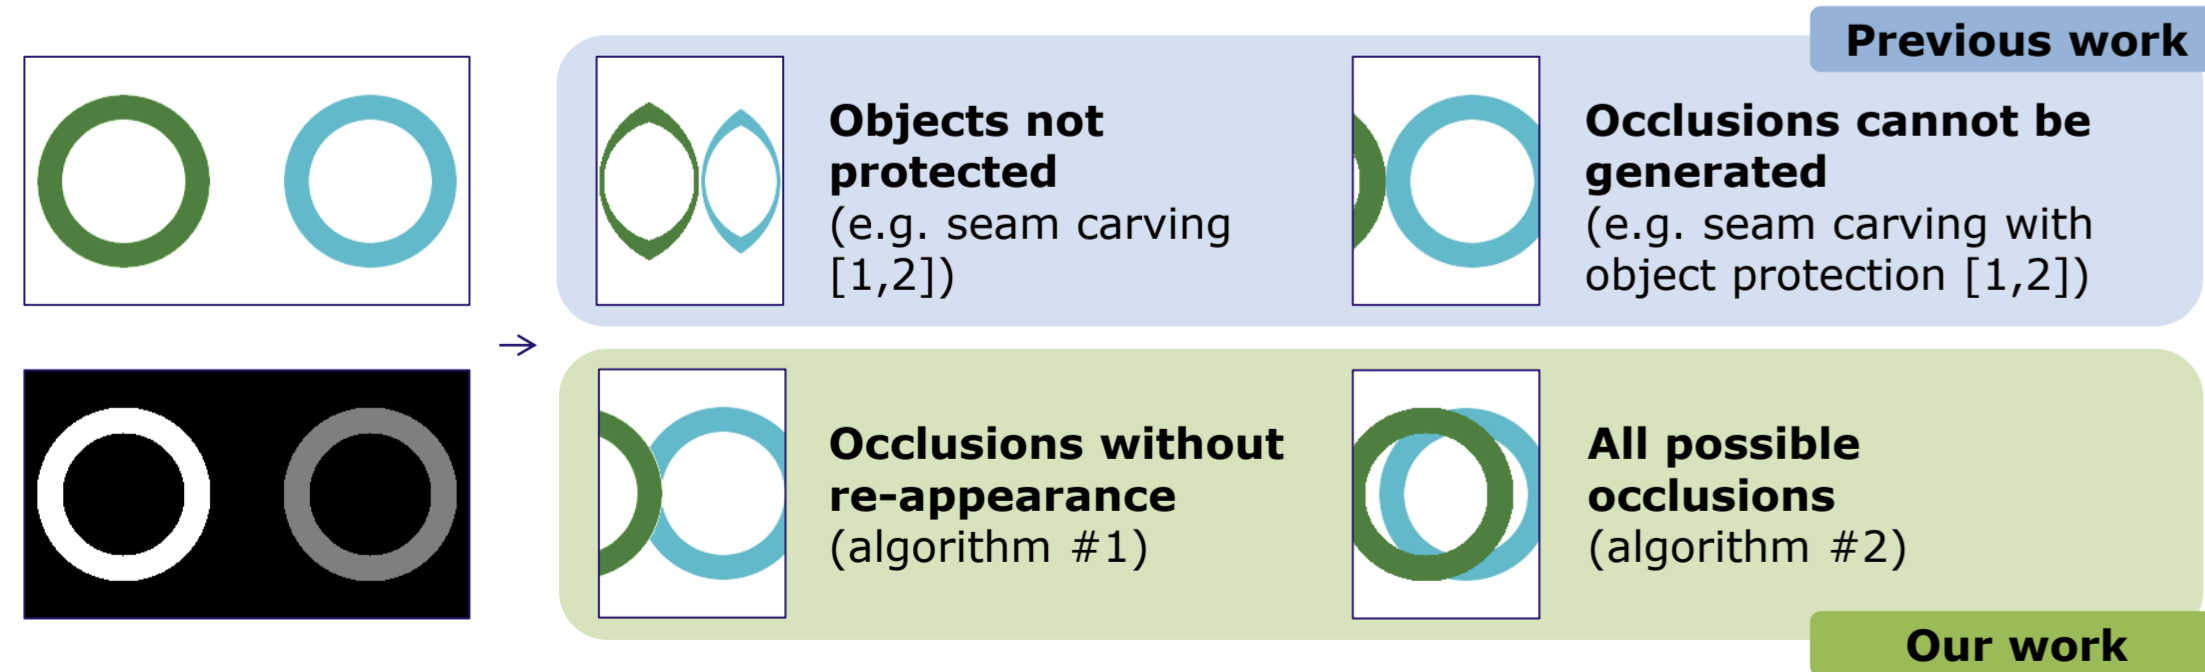 Previous work
Objects not
protected
(e.g. seam carving
[1,2])
Occlusions cannot be
generated
(e.g. seam carving with
object protection [1,2])
Occlusions without
re-appearance
(algorithm #1)
All possible
occlusions
(algorithm #2)
Our work